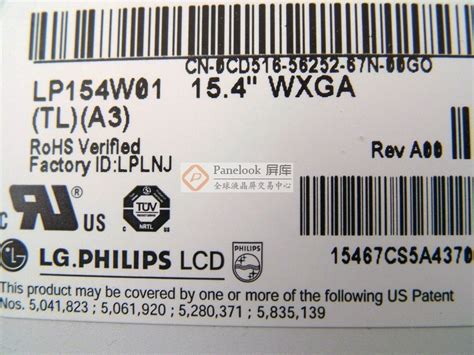 CN-0CD516-56252-67N-00GO
LP154W01 15.4" WXGA
(TL)(A3)
RoHS Verified
Factory ID:LPLNJ
Rev A00
Panelook 屏库
全球液晶屏交易中心
C UL US
TÜV
NRTL
LG.PHILIPS LCD
PHILIPS
15467CS5A4370
This product may be covered by one or more of the following US Patent
Nos. 5,041,823 ; 5,061,920 ; 5,280,371 ; 5,835,139